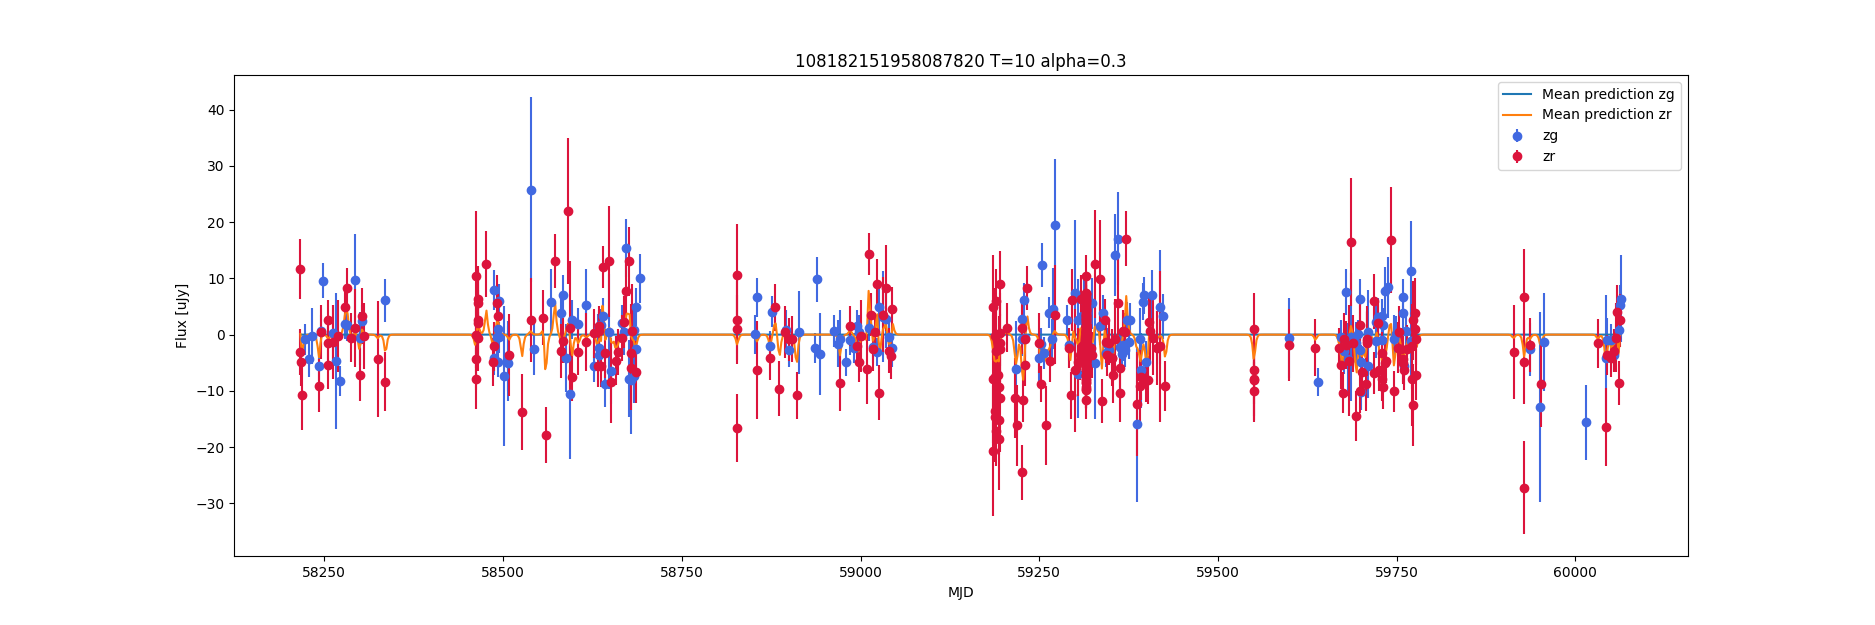 108182151958087820 T=10 alpha=0.3
Mean prediction zg
Mean prediction zr
zg
zr
Flux [uJy]
40
30
20
10
0
−10
−20
−30
58250 58500 58750 59000 59250 59500 59750 60000
MJD